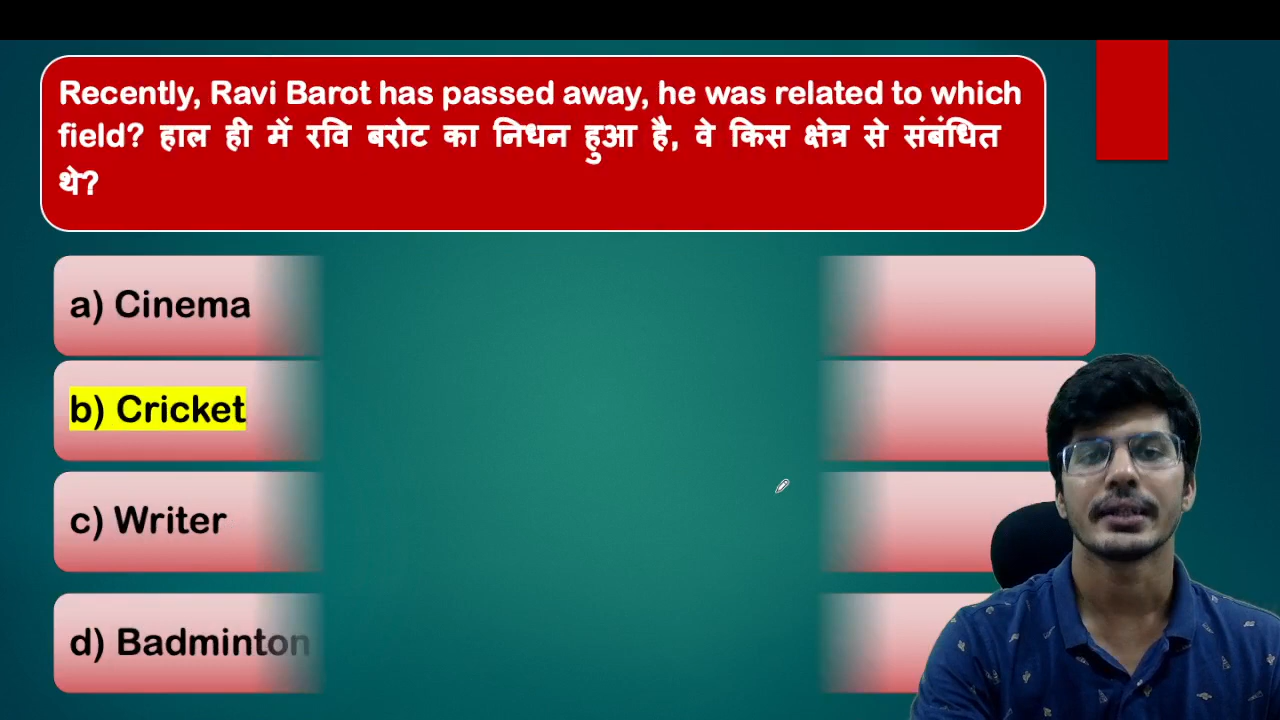 Recently, Ravi Barot has passed away, he was related to which
field? हाल ही में रवि बरोट का निधन हुआ है, वे किस क्षेत्र से संबंधित
थे?
a) Cinema
b) Cricket
c) Writer
d) Badminton